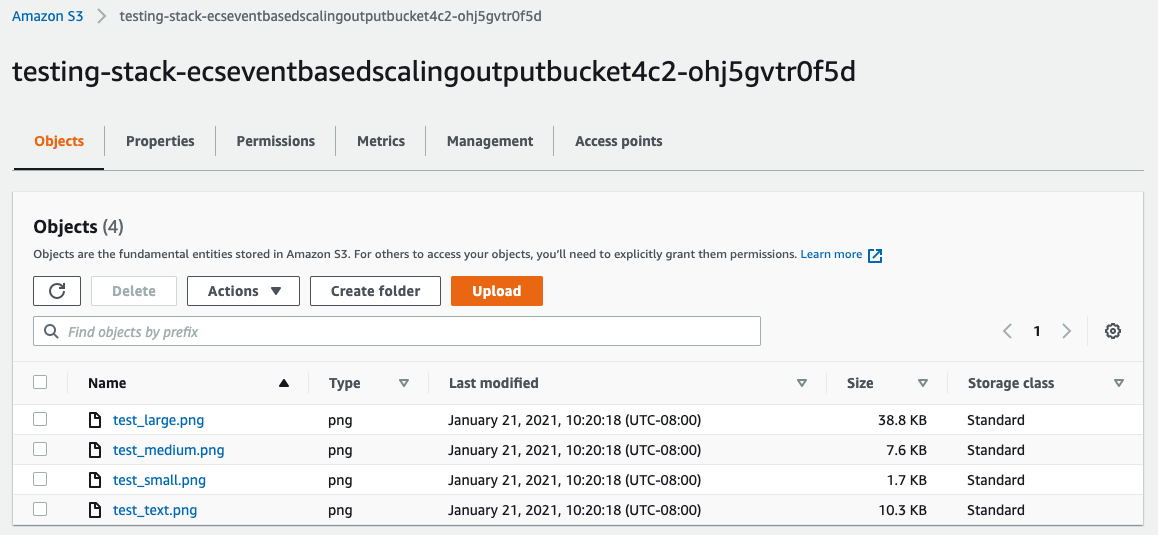 Amazon S3 > testing-stack-ecseventbasedscalingoutputbucket4c2-ohj5gvtr0f5d
testing-stack-ecseventbasedscalingoutputbucket4c2-ohj5gvtr0f5d
Objects Properties Permissions Metrics Management Access points
Objects (4)
Objects are the fundamental entities stored in Amazon S3. For others to access your objects, you'll need to explicitly grant them permissions. Learn more
Delete Actions Create folder Upload
Find objects by prefix 1
Name Type Last modified Size Storage class
test_large.png png January 21, 2021, 10:20:18 (UTC-08:00) 38.8 KB Standard
test_medium.png png January 21, 2021, 10:20:18 (UTC-08:00) 7.6 KB Standard
test_small.png png January 21, 2021, 10:20:18 (UTC-08:00) 1.7 KB Standard
test_text.png png January 21, 2021, 10:20:18 (UTC-08:00) 10.3 KB Standard